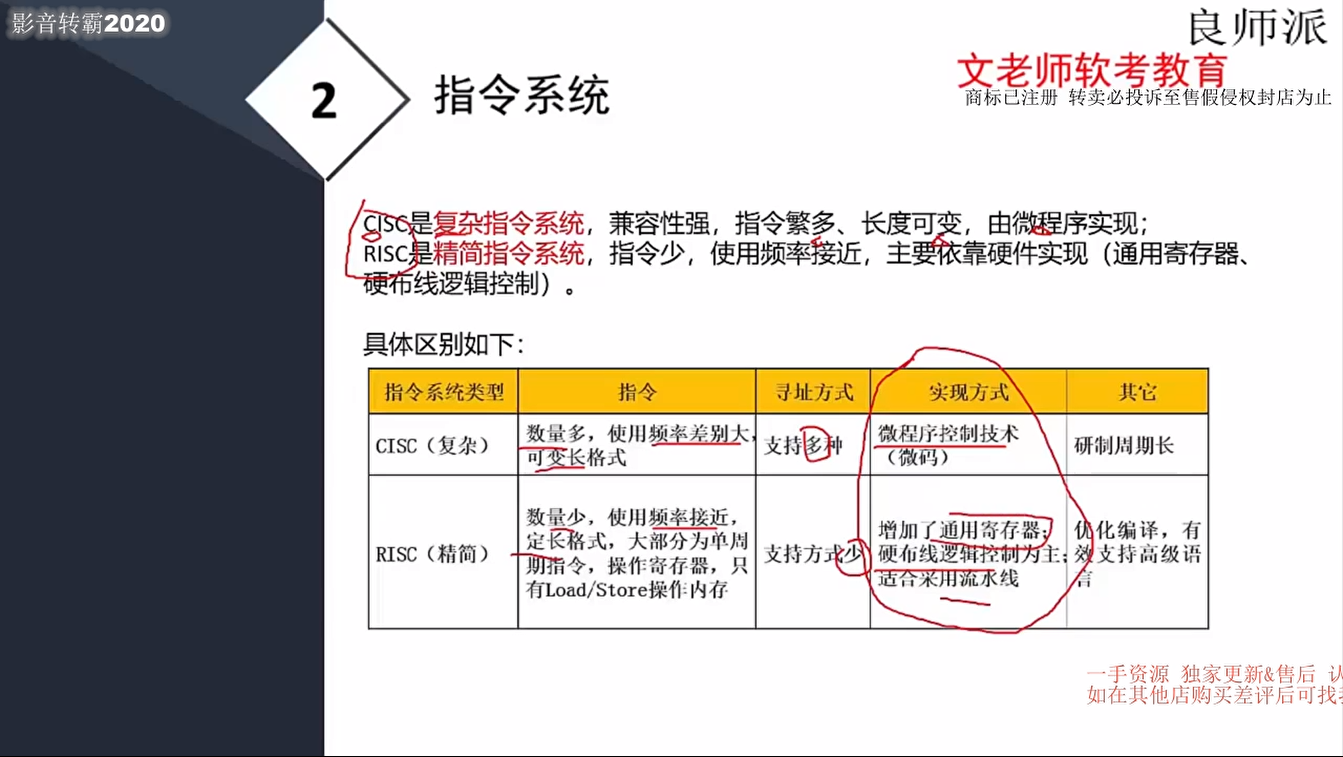 影音转霸2020
良师派
文老师软考教育
商标已注册 转卖必投诉至售假侵权封店为止
2
指令系统
CISC是复杂指令系统，兼容性强，指令繁多、长度可变，由微程序实现；
RISC是精简指令系统，指令少，使用频率接近，主要依靠硬件实现（通用寄存器、
硬布线逻辑控制）。
具体区别如下：
指令系统类型 指令 寻址方式 实现方式 其它
CISC（复杂）
数量多，使用频率差别大，
可变长格式
支持多种
微程序控制技术
（微码）
研制周期长
RISC（精简）
数量少，使用频率接近，
定长格式，大部分为单周
期指令，操作寄存器，只
有Load/Store操作内存
支持方式少
增加了通用寄存器；
硬布线逻辑控制为主；
适合采用流水线
优化编译，有
效支持高级语
言
一手资源 独家更新&售后 认
如在其他店购买差评后可找